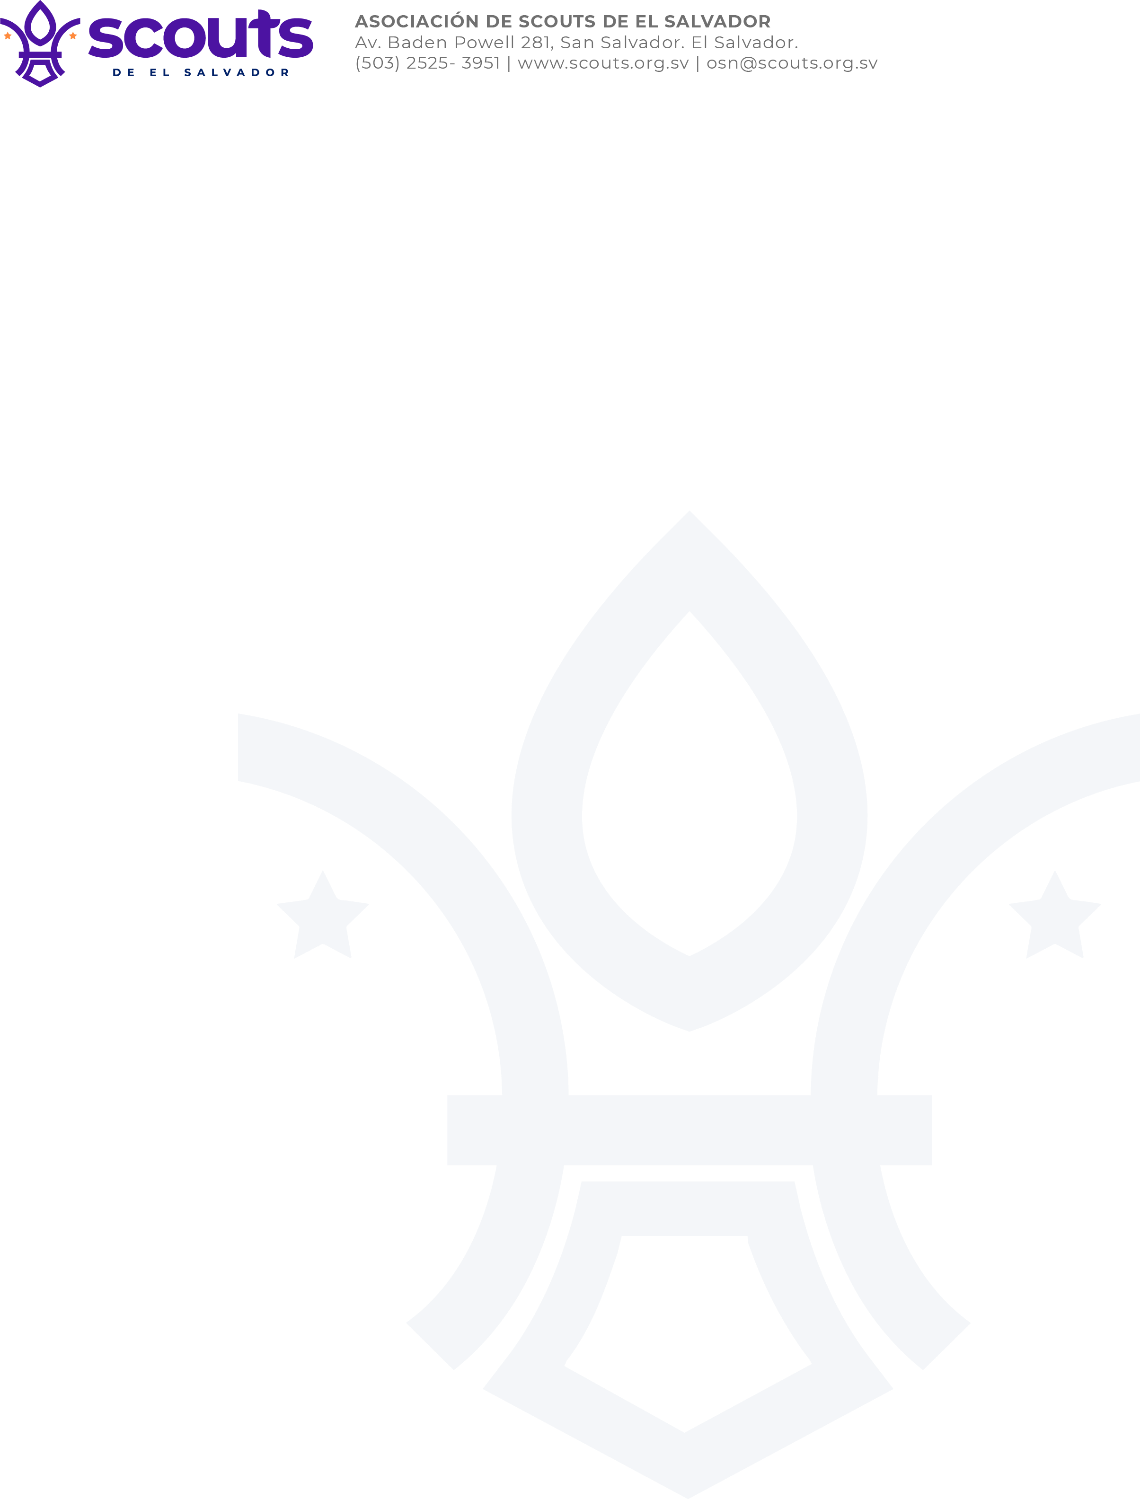 scouts
DE EL SALVADOR
ASOCIACIÓN DE SCOUTS DE EL SALVADOR
Av. Baden Powell 281, San Salvador. El Salvador.
(503) 2525- 3951 | www.scouts.org.sv | osn@scouts.org.sv